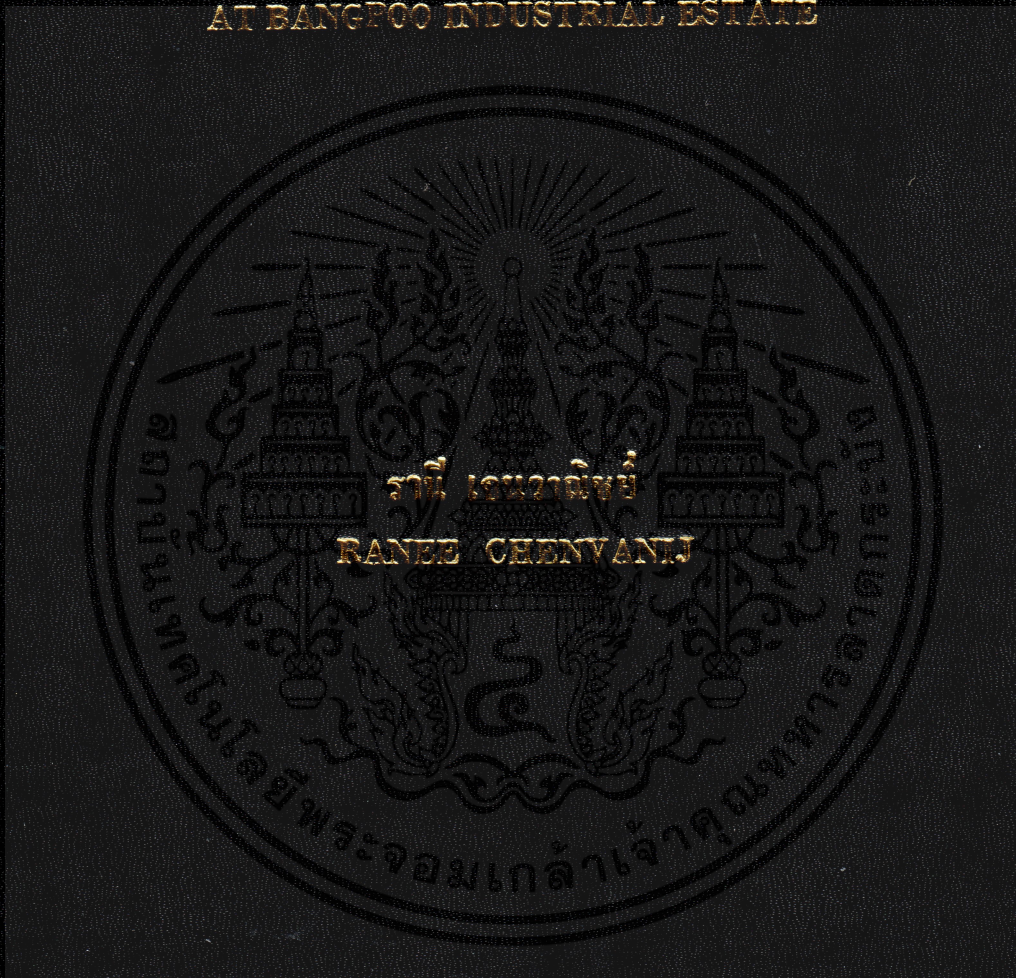 AT BANGPOO INDUSTRIAL ESTATE
รานี เจนวาณิชย์
RANEE CHENVANIJ
สถาบันเทคโนโลยีพระจอมเกล้าเจ้าคุณทหารลาดกระบัง